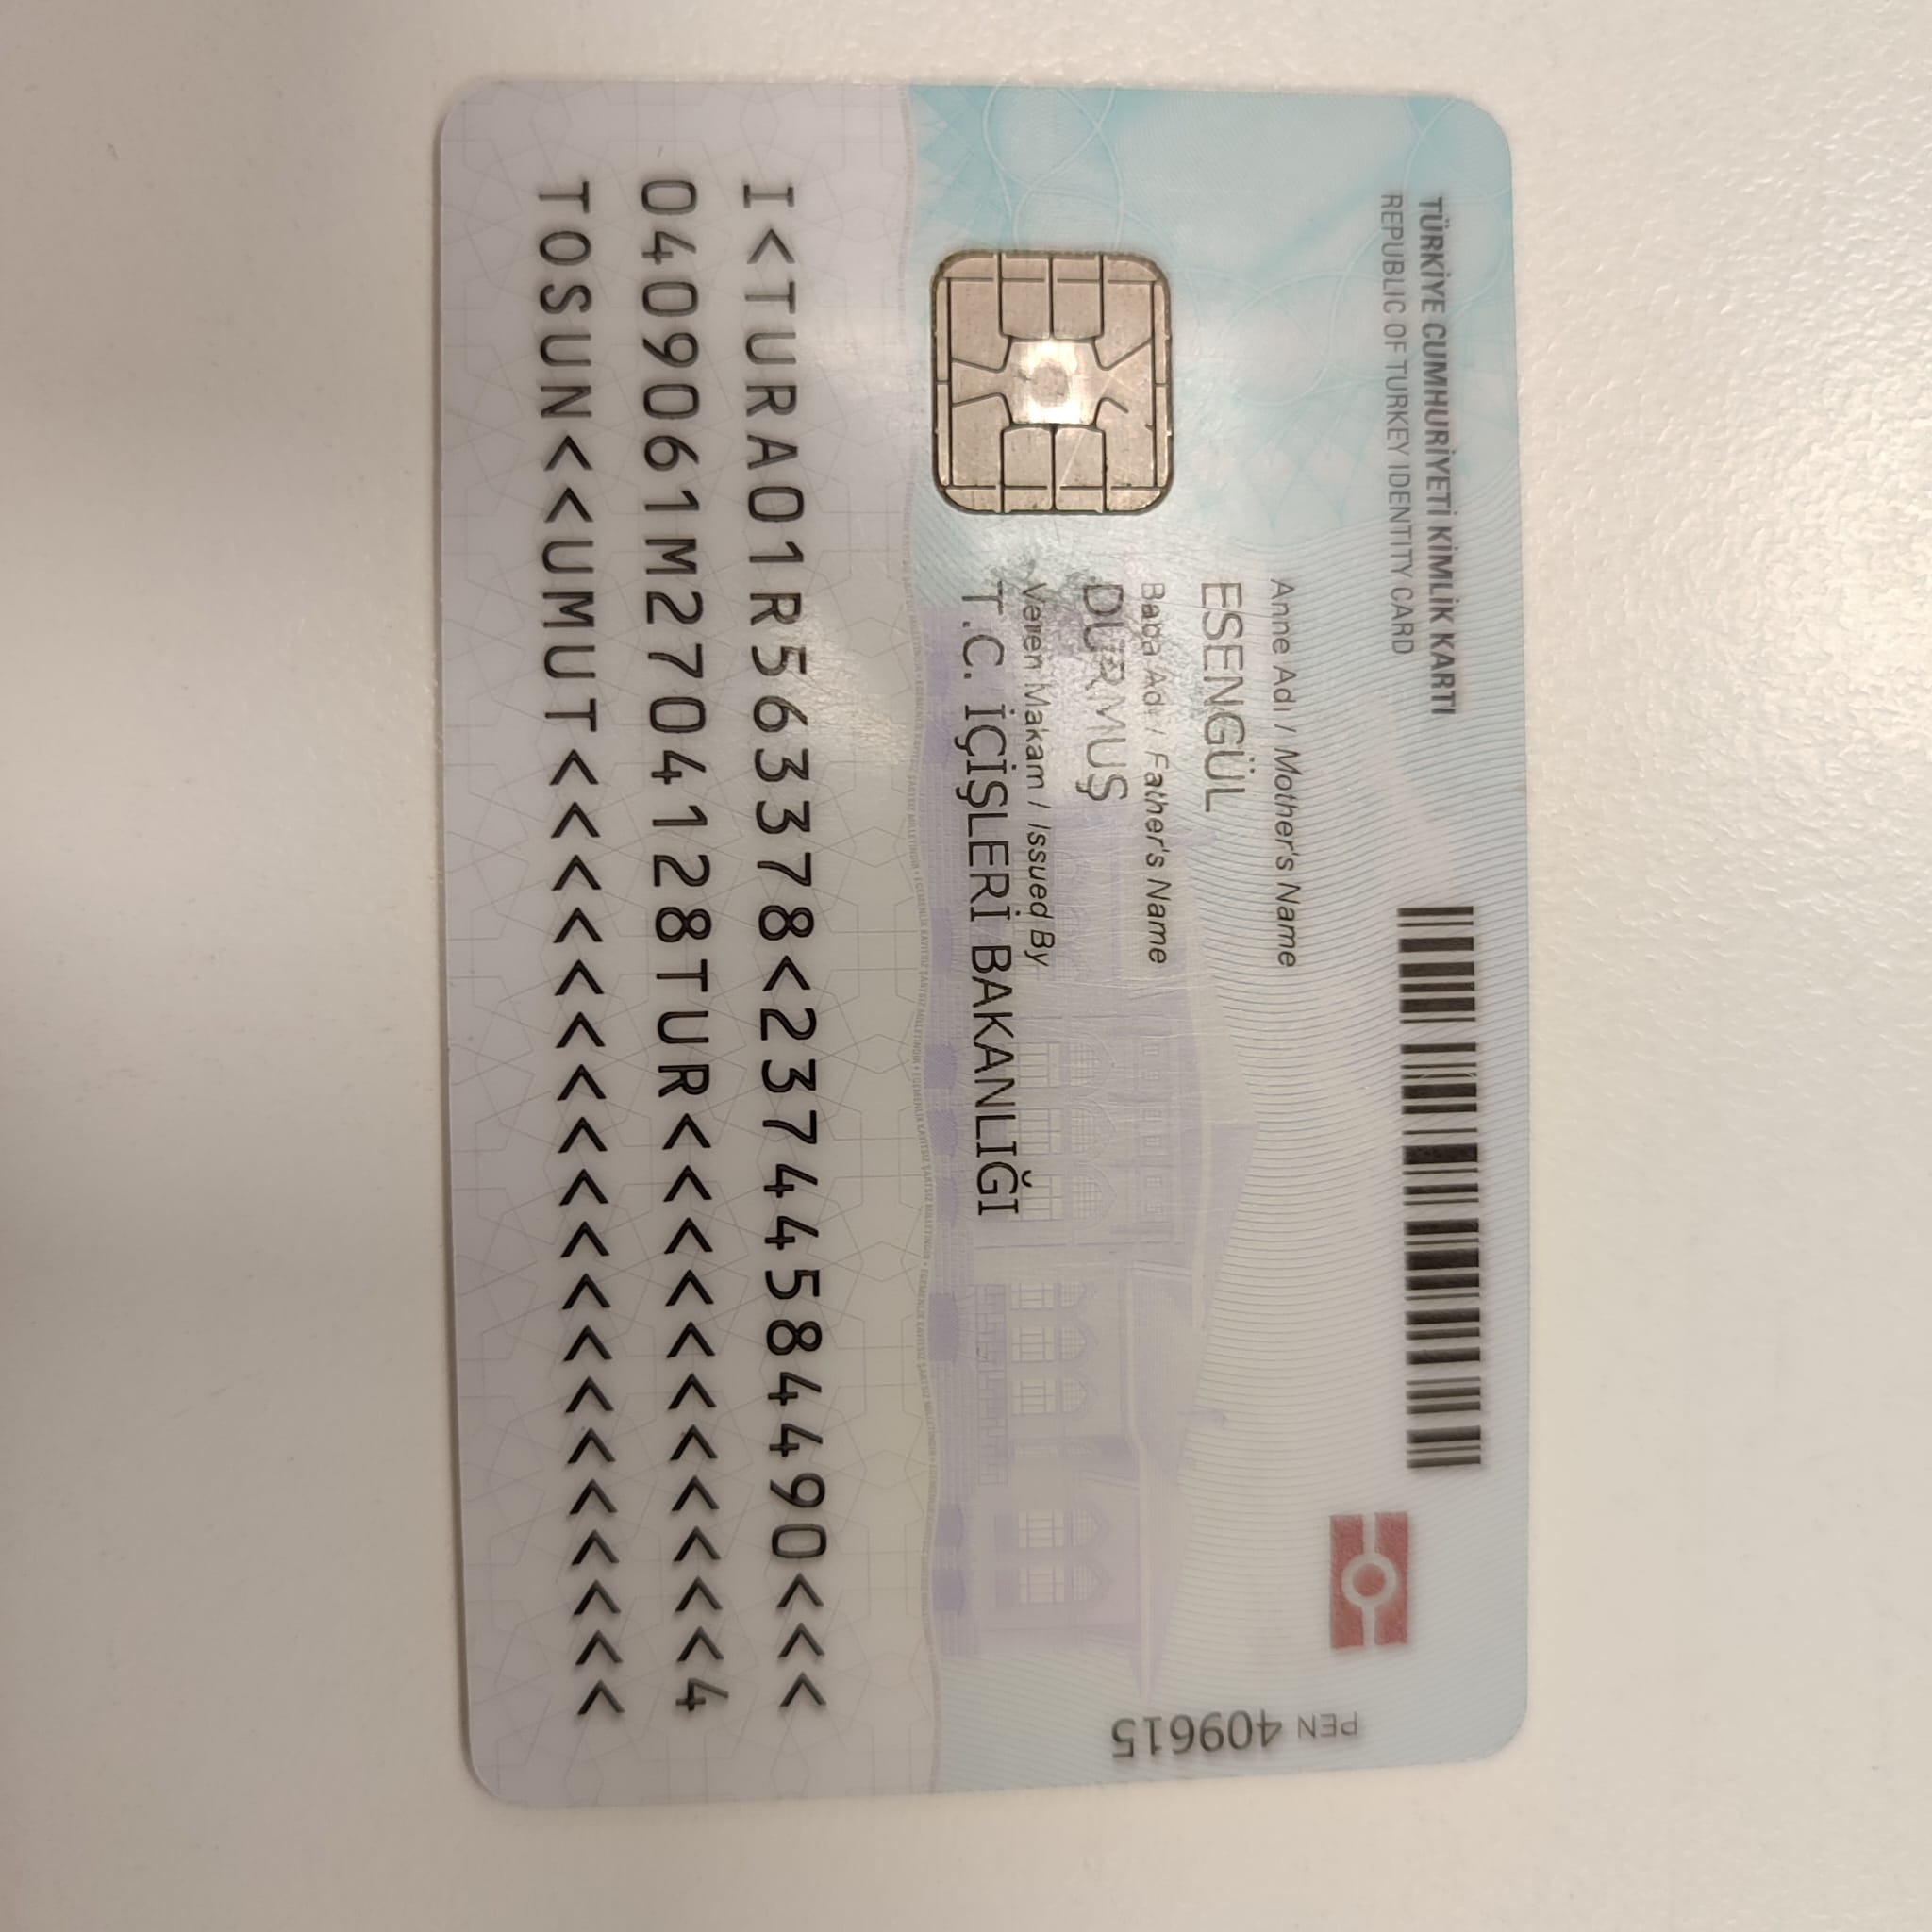 TÜRKİYE CUMHURİYETİ KİMLİK KARTI
REPUBLIC OF TURKEY IDENTITY CARD
Anne Adı / Mother's Name
ESENGÜL
Baba Adı / Father's Name
DURMUŞ
Veren Makam / Issued By
T.C. İÇİŞLERİ BAKANLIĞI
PEN 409615
I<TURA01R563378<23744584490<<<
0409061M2704128TUR<<<<<<<<<<<4
TOSUN<<UMUT<<<<<<<<<<<<<<<<<<<